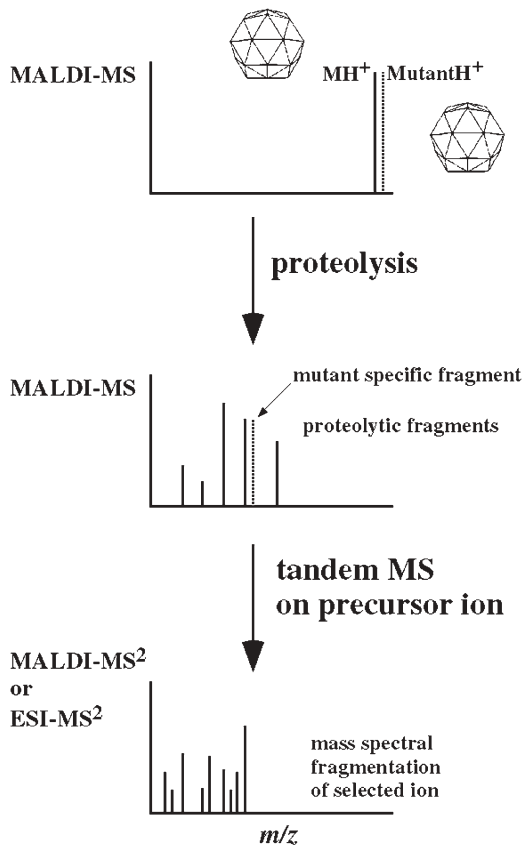 MALDI-MS
MH⁺
MutantH⁺
proteolysis
MALDI-MS
mutant specific fragment
proteolytic fragments
tandem MS
on precursor ion
MALDI-MS²
or
ESI-MS²
mass spectral
fragmentation
of selected ion
m/z